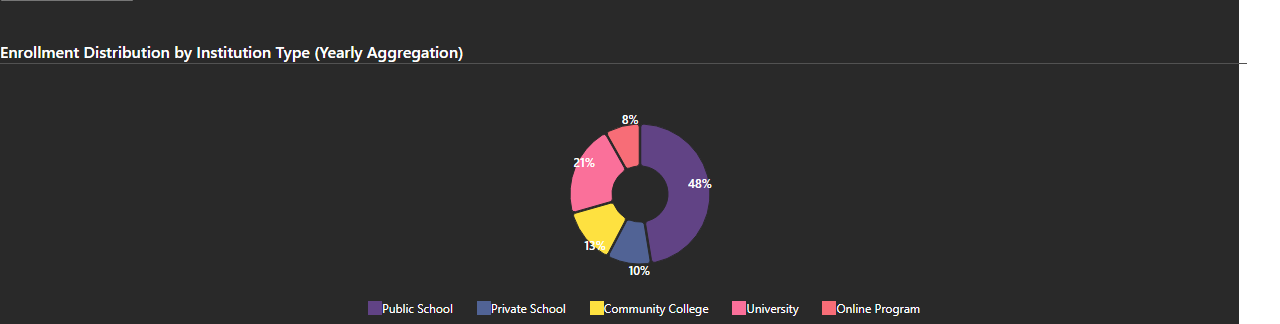 Enrollment Distribution by Institution Type (Yearly Aggregation)
8%
21%
48%
13%
10%
Public School Private School Community College University Online Program